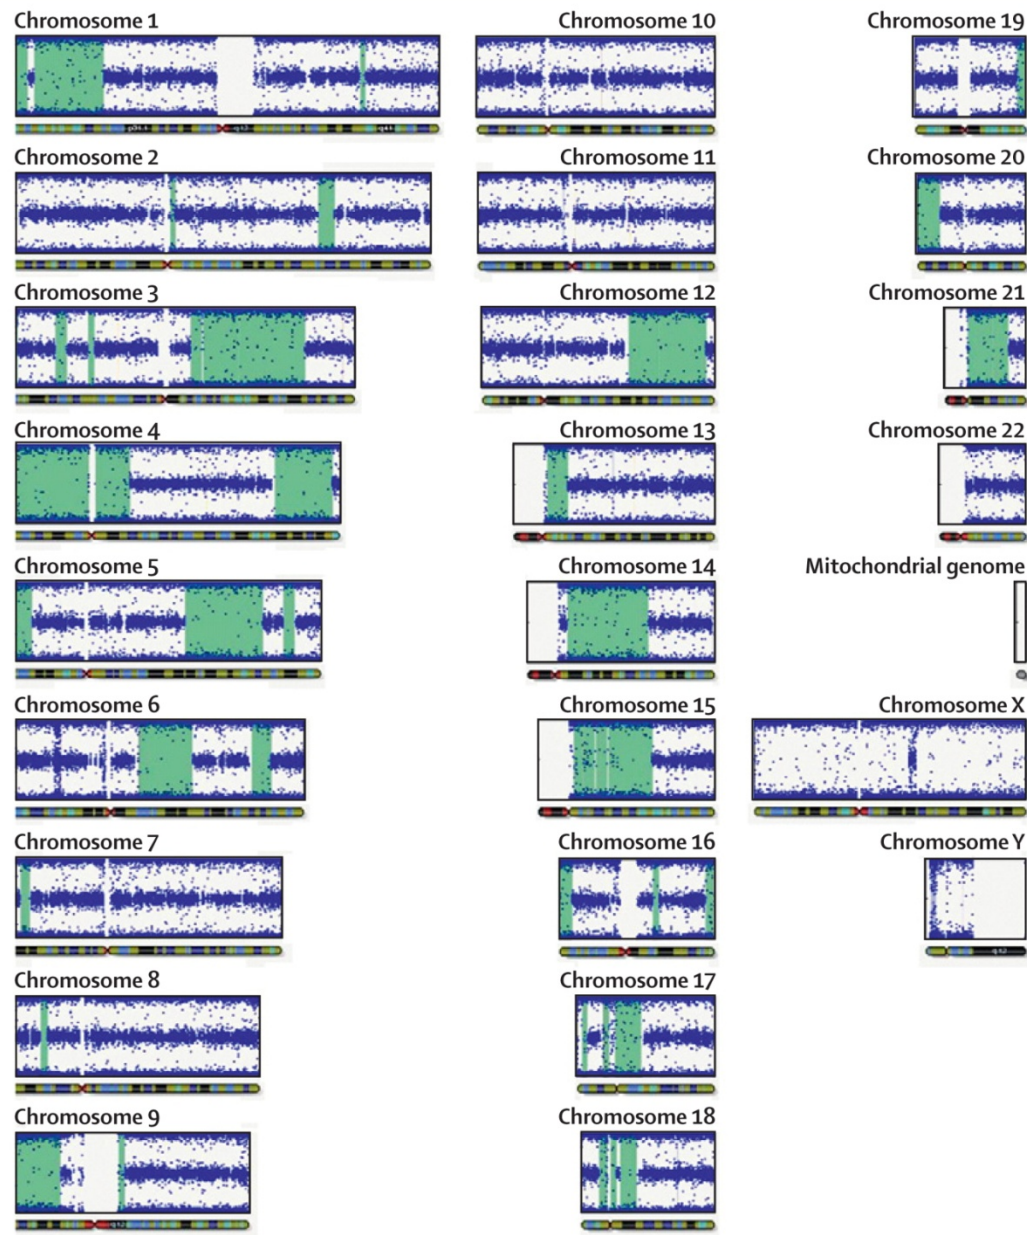 Chromosome 1
Chromosome 2
Chromosome 3
Chromosome 4
Chromosome 5
Chromosome 6
Chromosome 7
Chromosome 8
Chromosome 9
Chromosome 10
Chromosome 11
Chromosome 12
Chromosome 13
Chromosome 14
Chromosome 15
Chromosome 16
Chromosome 17
Chromosome 18
Chromosome 19
Chromosome 20
Chromosome 21
Chromosome 22
Mitochondrial genome
Chromosome X
Chromosome Y